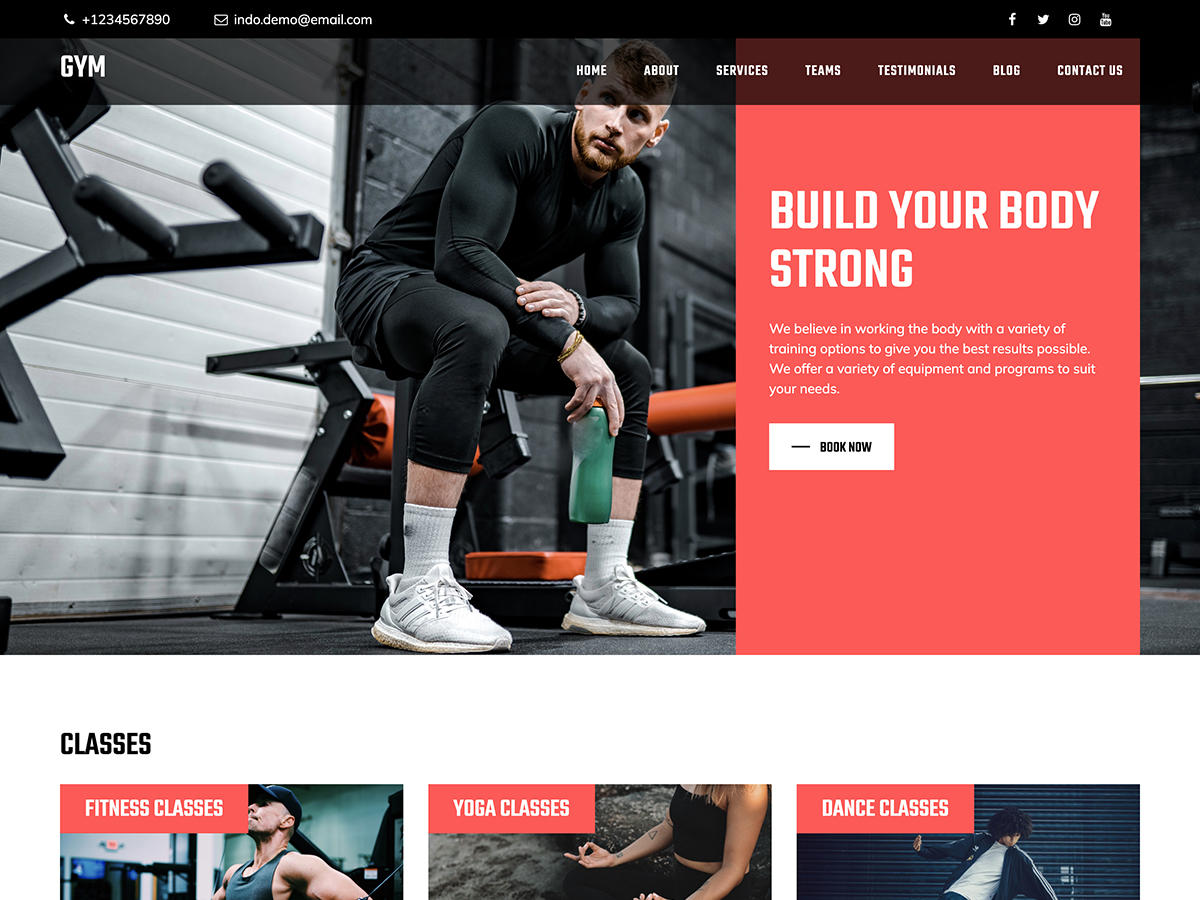 +1234567890
indo.demo@email.com
GYM
HOME
ABOUT
SERVICES
TEAMS
TESTIMONIALS
BLOG
CONTACT US
BUILD YOUR BODY
STRONG
We believe in working the body with a variety of
training options to give you the best results possible.
We offer a variety of equipment and programs to suit
your needs.
BOOK NOW
CLASSES
FITNESS CLASSES
YOGA CLASSES
DANCE CLASSES